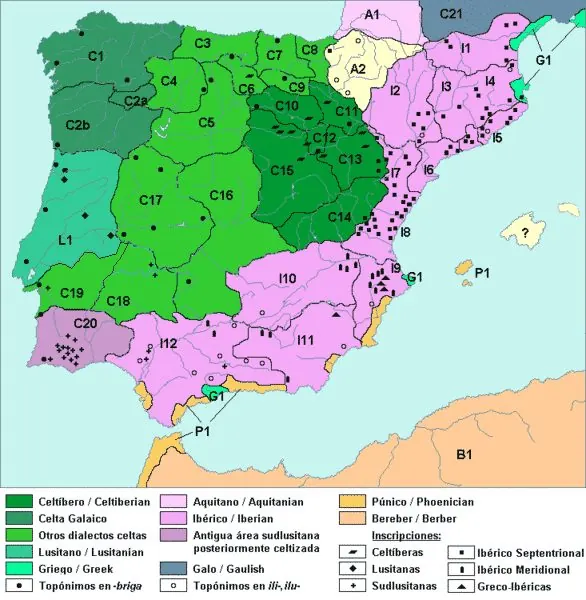 A1
C21
C3
C7
C8
C1
C4
C6
C9
A2
I1
G1
C2a
C10
C11
I2
I3
I4
C2b
C5
C12
I5
C15
C13
I7
I6
C17
C16
C14
I8
L1
?
C19
C18
I10
I9
G1
P1
C20
I12
I11
G1
P1
B1
Celtíbero / Celtiberian
Celta Galaico
Otros dialectos celtas
Lusitano / Lusitanian
Griego / Greek
Topónimos en -briga
Aquitano / Aquitanian
Ibérico / Iberian
Antigua área sudlusitana
posteriormente celtizada
Galo / Gaulish
Topónimos en ili-, ilu-
Púnico / Phoenician
Bereber / Berber
Inscripciones:
Celtíberas
Lusitanas
Sudlusitanas
Ibérico Septentrional
Ibérico Meridional
Greco-Ibéricas